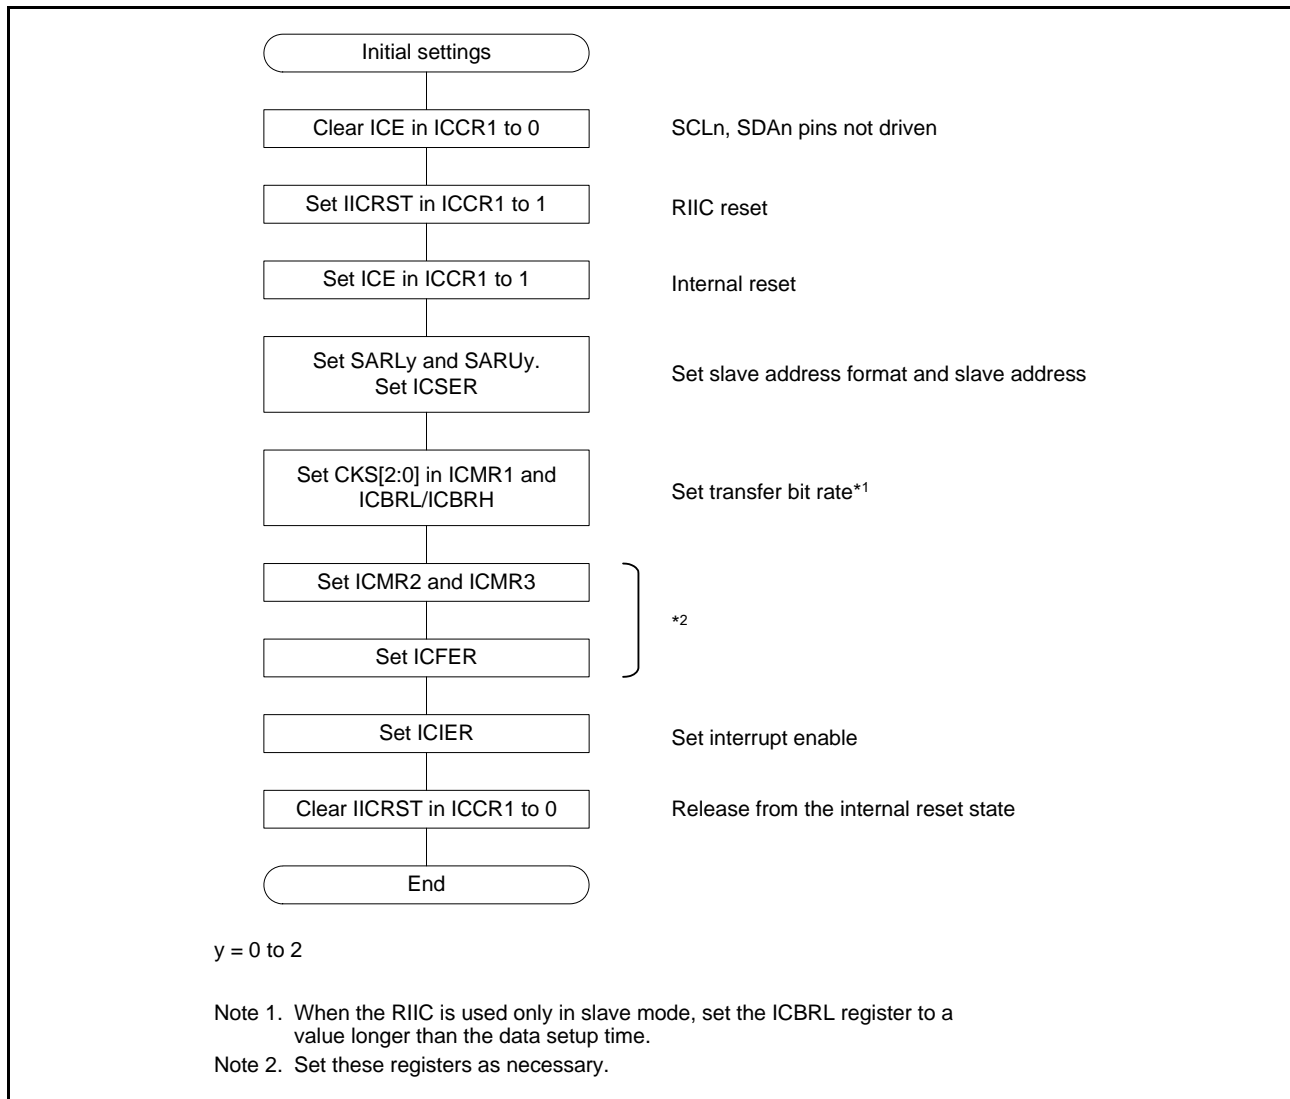 Initial settings
Clear ICE in ICCR1 to 0
SCLn, SDAn pins not driven
Set IICRST in ICCR1 to 1
RIIC reset
Set ICE in ICCR1 to 1
Internal reset
Set SARLy and SARUy.
Set ICSER
Set slave address format and slave address
Set CKS[2:0] in ICMR1 and
ICBRL/ICBRH
Set transfer bit rate*1
Set ICMR2 and ICMR3
*2
Set ICFER
Set ICIER
Set interrupt enable
Clear IICRST in ICCR1 to 0
Release from the internal reset state
End
y = 0 to 2
Note 1. When the RIIC is used only in slave mode, set the ICBRL register to a
value longer than the data setup time.
Note 2. Set these registers as necessary.